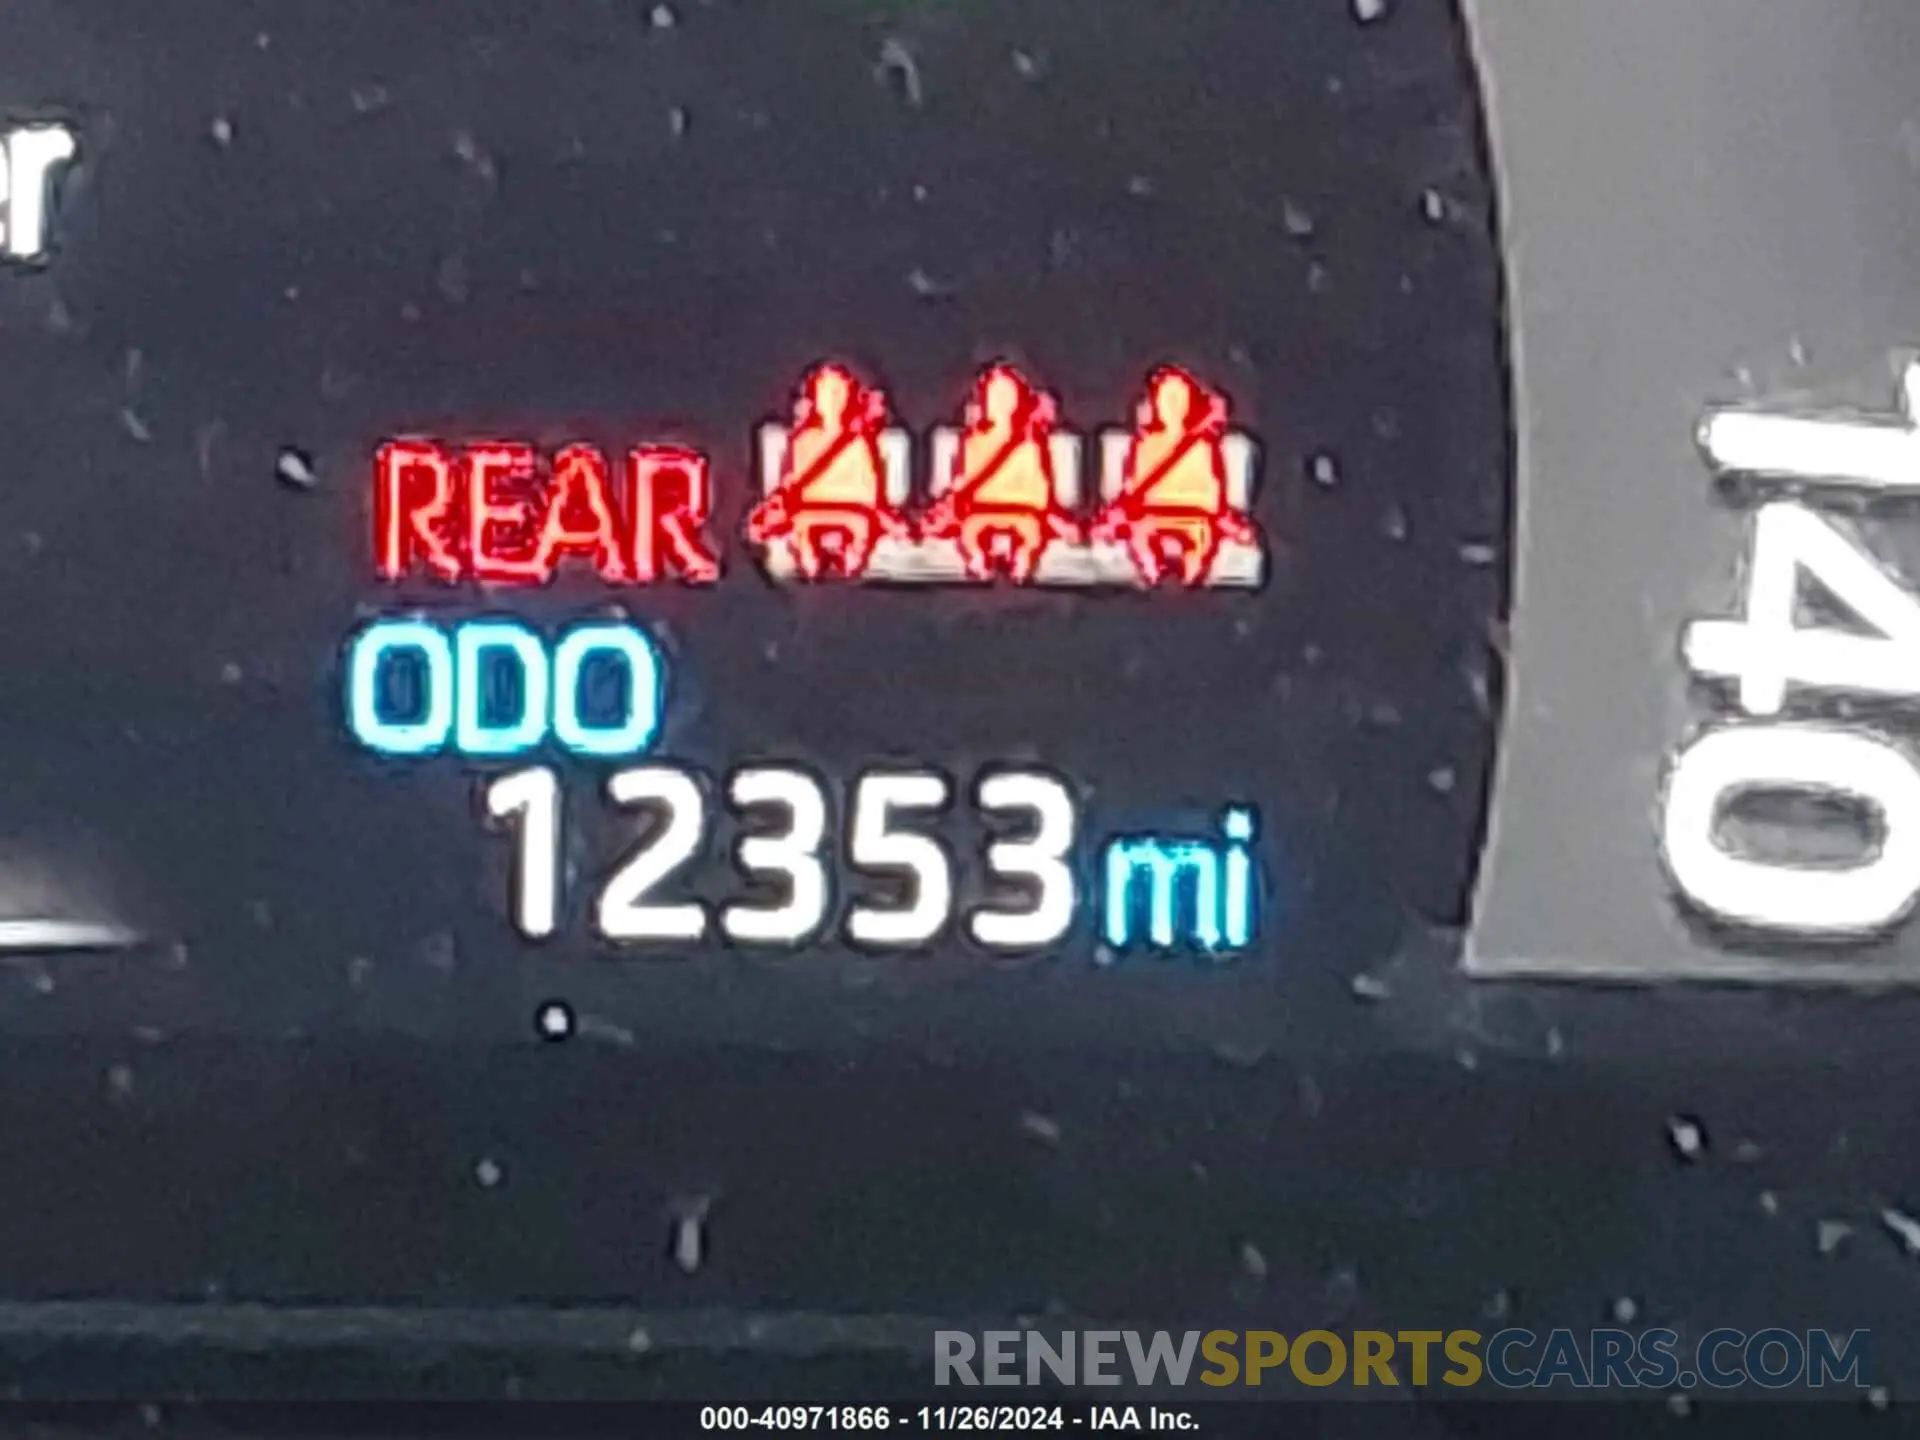 REAR
ODO
12353 mi
140
RENEWSPORTSCARS.COM
000-40971866 - 11/26/2024 - IAA Inc.